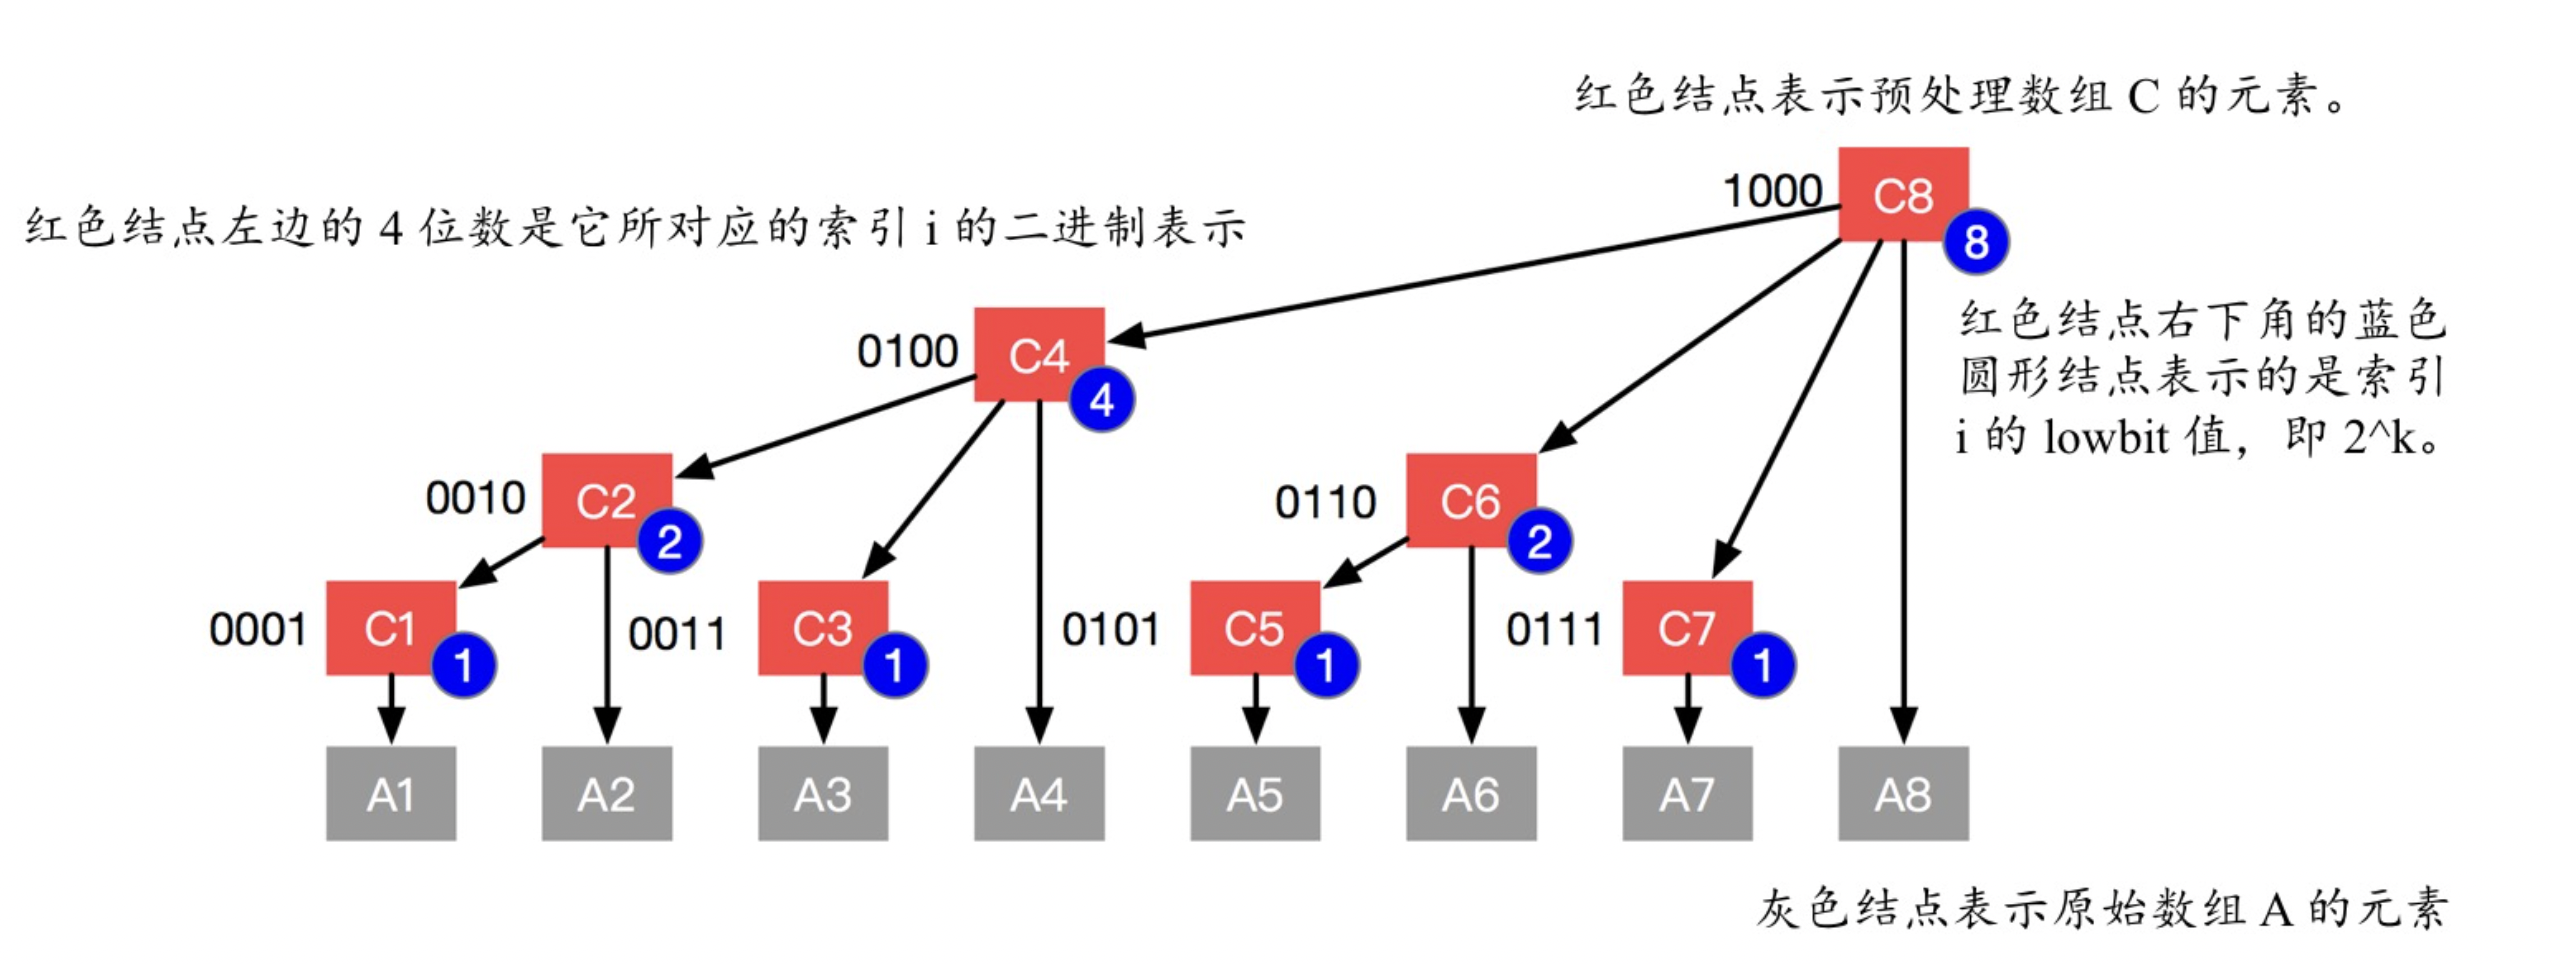 红色结点表示预处理数组 C 的元素。
1000
C8
8
红色结点左边的 4 位数是它所对应的索引 i 的二进制表示
红色结点右下角的蓝色
圆形结点表示的是索引
i 的 lowbit 值，即 2^k。
0100
C4
4
0010
C2
2
0110
C6
2
0001
C1
1
0011
C3
1
0101
C5
1
0111
C7
1
A1
A2
A3
A4
A5
A6
A7
A8
灰色结点表示原始数组 A 的元素